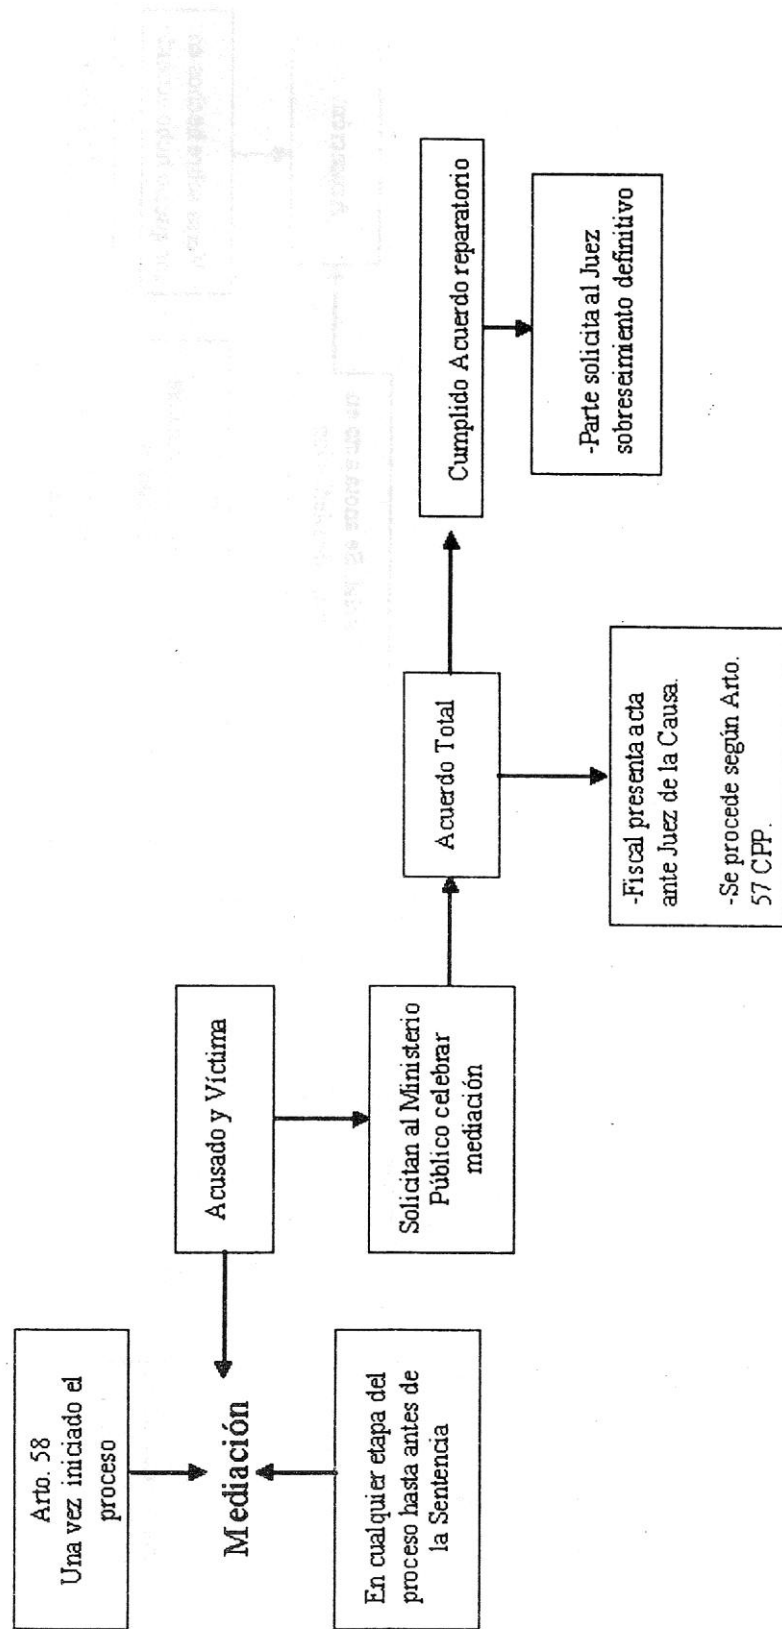 Arto. 58
Una vez iniciado el
proceso
Mediación
En cualquier etapa del
proceso hasta antes de
la Sentencia
Acusado y Víctima
Solicitan al Ministerio
Público celebrar
mediación
Acuerdo Total
-Fiscal presenta acta
ante Juez de la Causa.
-Se procede según Arto.
57 CPP.
Cumplido Acuerdo reparatorio
-Parte solicita al Juez
sobreseimiento definitivo